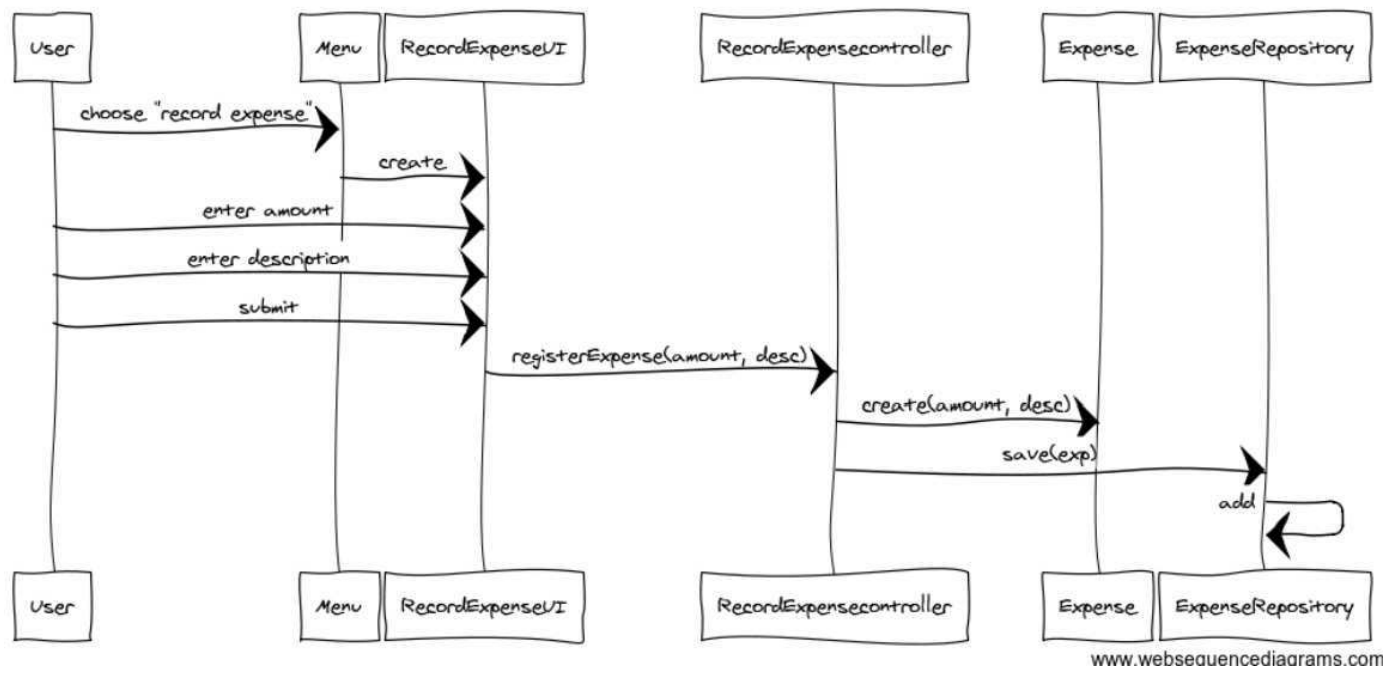 User
Menu
RecordExpenseUI
RecordExpensecontroller
Expense
ExpenseRepository
choose "record expense"
create
enter amount
enter description
submit
registerExpense(amount, desc)
create(amount, desc)
save(exp)
add
User
Menu
RecordExpenseUI
RecordExpensecontroller
Expense
ExpenseRepository
www.websequencediagrams.com